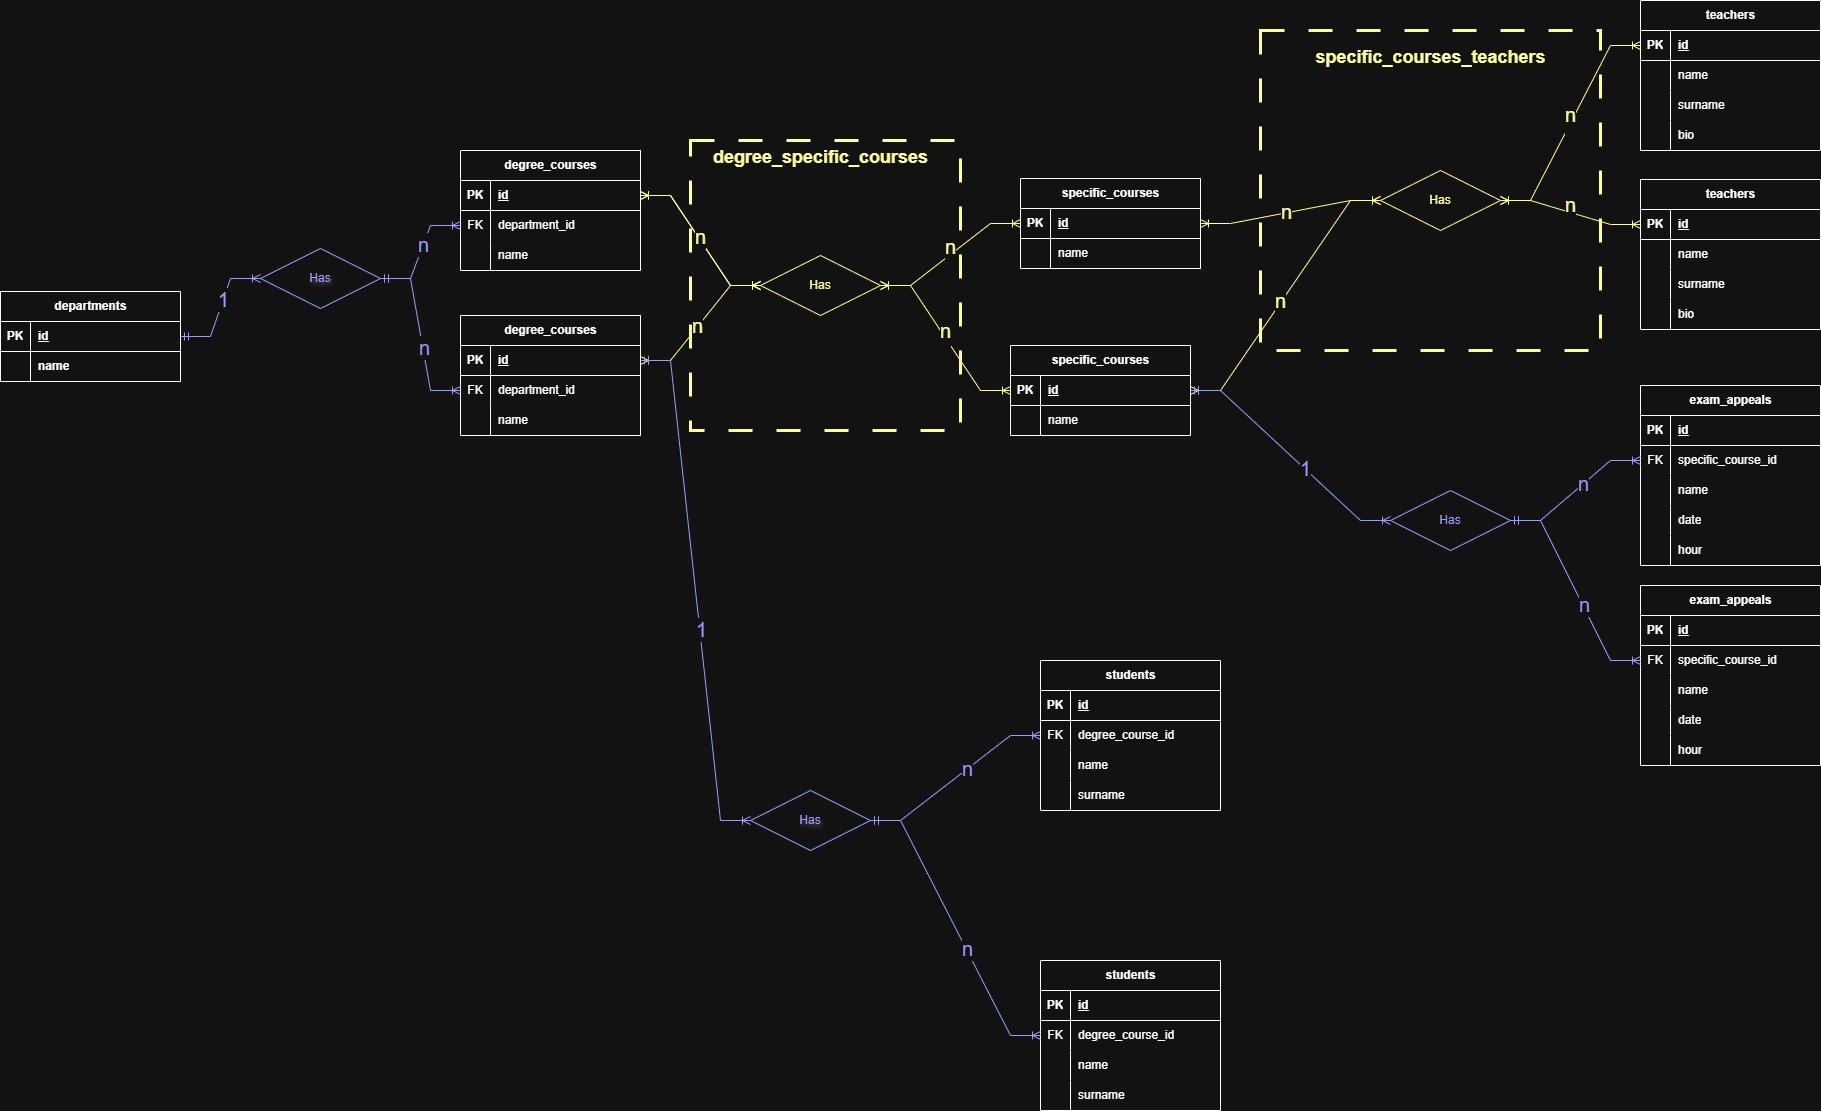 departments
PK id
name
1
Has
n
n
degree_courses
PK id
FK department_id
name
degree_courses
PK id
FK department_id
name
degree_specific_courses
n
n
Has
n
n
specific_courses
PK id
name
specific_courses
PK id
name
specific_courses_teachers
n
n
Has
n
n
teachers
PK id
name
surname
bio
teachers
PK id
name
surname
bio
1
Has
n
n
exam_appeals
PK id
FK specific_course_id
name
date
hour
exam_appeals
PK id
FK specific_course_id
name
date
hour
1
Has
n
n
students
PK id
FK degree_course_id
name
surname
students
PK id
FK degree_course_id
name
surname